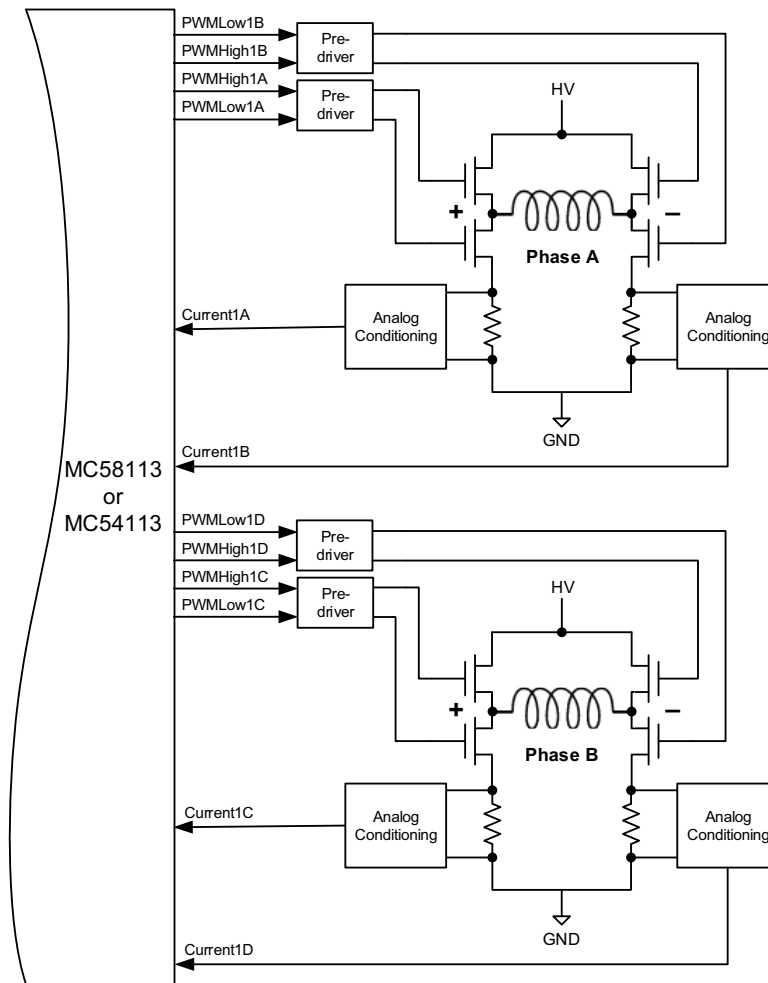 PWMLow1B
PWMHigh1B
PWMHigh1A
PWMLow1A
Pre-
driver
Pre-
driver
HV
+
−
Phase A
Current1A
Analog
Conditioning
Analog
Conditioning
GND
Current1B
MC58113
or
MC54113
PWMLow1D
PWMHigh1D
PWMHigh1C
PWMLow1C
Pre-
driver
Pre-
driver
HV
+
−
Phase B
Current1C
Analog
Conditioning
Analog
Conditioning
GND
Current1D